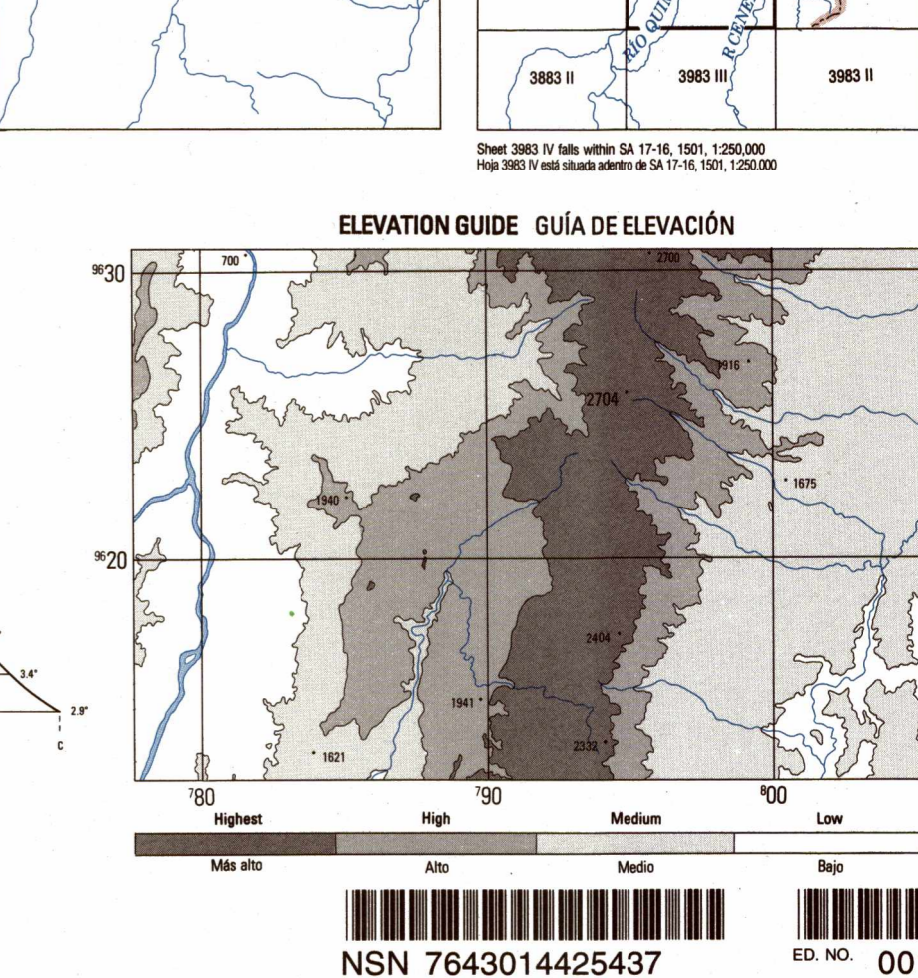 RÍO QUIN
R CENE
3883 II
3983 III
3983 II
Sheet 3983 IV falls within SA 17-16, 1501, 1:250,000
Hoja 3983 IV está situada adentro de SA 17-16, 1501, 1:250.000
ELEVATION GUIDE GUÍA DE ELEVACIÓN
9630
700
2700
1916
2704
1940
1675
9620
2404
3.4°
2.9°
C
1941
2332
1621
780
790
800
Highest High Medium Low
Más alto Alto Medio Bajo
NSN 7643014425437
ED. NO. 00